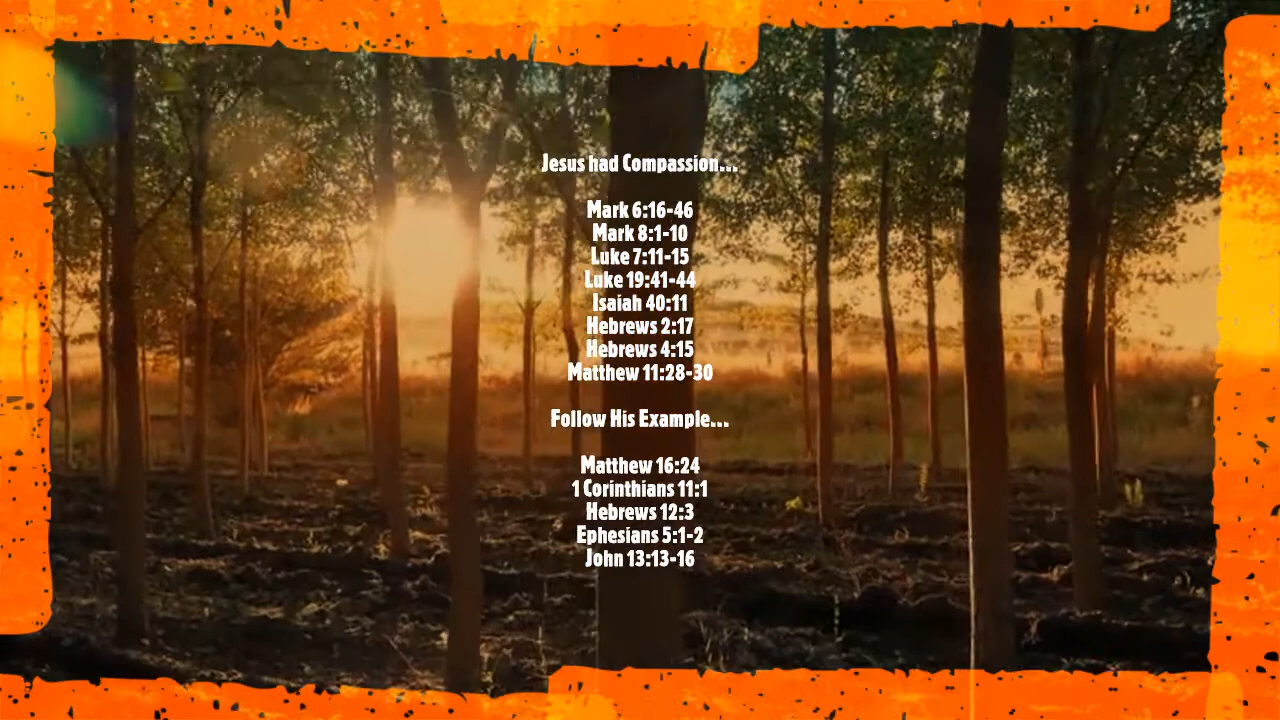 Jesus had Compassion...
Mark 6:16-46
Mark 8:1-10
Luke 7:11-15
Luke 19:41-44
Isaiah 40:11
Hebrews 2:17
Hebrews 4:15
Matthew 11:28-30
Follow His Example...
Matthew 16:24
1 Corinthians 11:1
Hebrews 12:3
Ephesians 5:1-2
John 13:13-16